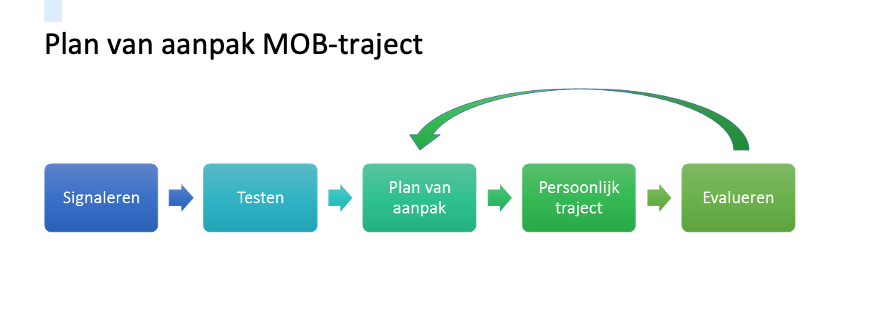 Plan van aanpak MOB-traject
Signaleren
Testen
Plan van
aanpak
Persoonlijk
traject
Evalueren